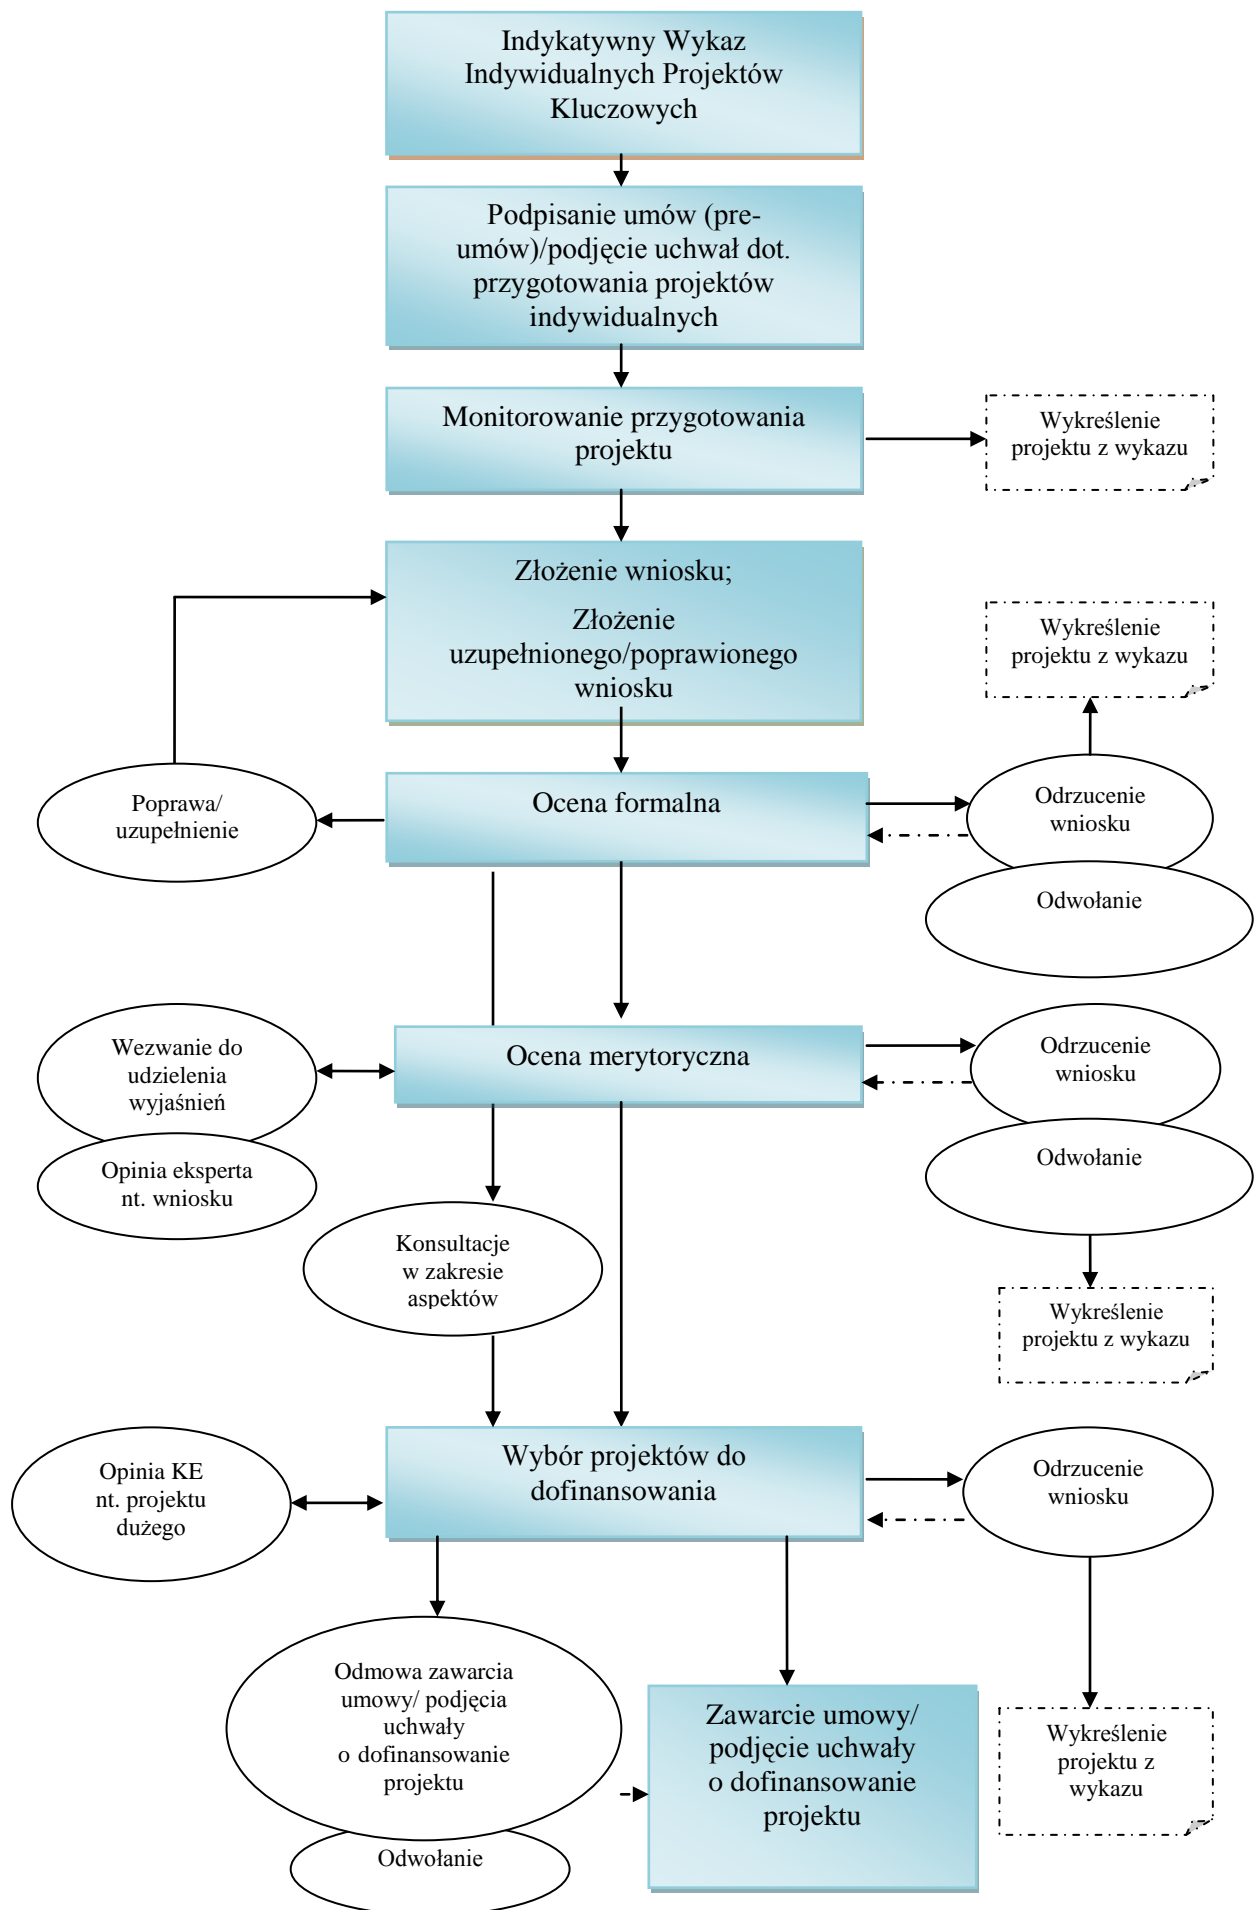 Indykatywny Wykaz
Indywidualnych Projektów
Kluczowych
Podpisanie umów (pre-
umów)/podjęcie uchwał dot.
przygotowania projektów
indywidualnych
Monitorowanie przygotowania
projektu
Wykreślenie
projektu z wykazu
Złożenie wniosku;
Złożenie
uzupełnionego/poprawionego
wniosku
Wykreślenie
projektu z wykazu
Poprawa/
uzupełnienie
Ocena formalna
Odrzucenie
wniosku
Odwołanie
Wezwanie do
udzielenia
wyjaśnień
Opinia eksperta
nt. wniosku
Ocena merytoryczna
Odrzucenie
wniosku
Odwołanie
Konsultacje
w zakresie
aspektów
Wykreślenie
projektu z wykazu
Opinia KE
nt. projektu
dużego
Wybór projektów do
dofinansowania
Odrzucenie
wniosku
Odmowa zawarcia
umowy/ podjęcia
uchwały
o dofinansowanie
projektu
Odwołanie
Zawarcie umowy/
podjęcie uchwały
o dofinansowanie
projektu
Wykreślenie
projektu z
wykazu